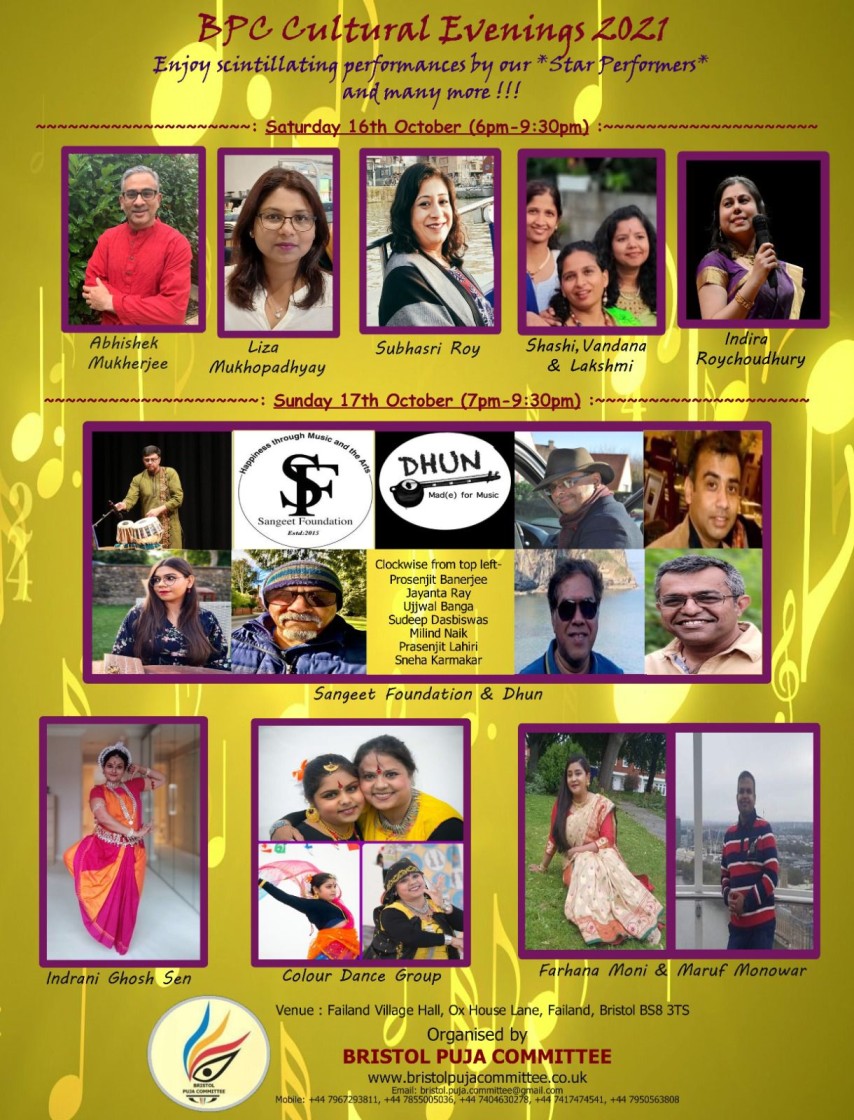 BPC Cultural Evenings 2021
Enjoy scintillating performances by our *Star Performers*
and many more !!!
~~~~~~~~~~~~~~~~~~~~: Saturday 16th October (6pm-9:30pm) :~~~~~~~~~~~~~~~~~~~~
Abhishek
Mukherjee
Liza
Mukhopadhyay
Subhasri Roy
Shashi, Vandana
& Lakshmi
Indira
Roychoudhury
~~~~~~~~~~~~~~~~~~~~: Sunday 17th October (7pm-9:30pm) :~~~~~~~~~~~~~~~~~~~~
Happiness through Music and the Arts
SF
Sangeet Foundation
Estd:2015
DHUN
Mad(e) for Music
Clockwise from top left-
Prosenjit Banerjee
Jayanta Ray
Ujjwal Banga
Sudeep Dasbiswas
Milind Naik
Prasenjit Lahiri
Sneha Karmakar
Sangeet Foundation & Dhun
Indrani Ghosh Sen
Colour Dance Group
Farhana Moni & Maruf Monowar
BRISTOL
PUJA COMMITTEE
Venue : Failand Village Hall, Ox House Lane, Failand, Bristol BS8 3TS
Organised by
BRISTOL PUJA COMMITTEE
www.bristolpujacommittee.co.uk
Email: bristol.puja.committee@gmail.com
Mobile: +44 7967293811, +44 7855005036, +44 7404630278, +44 7417474541, +44 7950563808